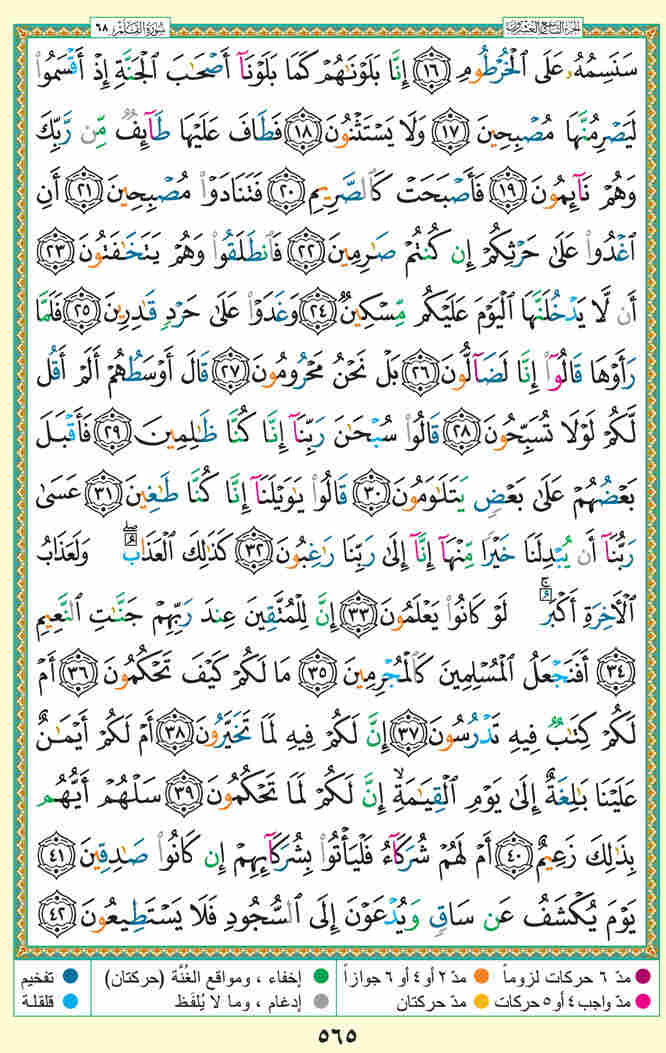 سُورَةُ القَلَمِ ٦٨
الجزء التاسع والعشرون
سَنَسِمُهُۥ عَلَى ٱلْخُرْطُومِ ١٦ إِنَّا بَلَوْنَٰهُمْ كَمَا بَلَوْنَآ أَصْحَٰبَ ٱلْجَنَّةِ إِذْ أَقْسَمُوا۟
لَيَصْرِمُنَّهَا مُصْبِحِينَ ١٧ وَلَا يَسْتَثْنُونَ ١٨ فَطَافَ عَلَيْهَا طَآئِفٌ مِّن رَّبِّكَ
وَهُمْ نَآئِمُونَ ١٩ فَأَصْبَحَتْ كَٱلصَّرِيمِ ٢٠ فَتَنَادَوْا۟ مُصْبِحِينَ ٢١ أَنِ
ٱغْدُوا۟ عَلَىٰ حَرْثِكُمْ إِن كُنتُمْ صَٰرِمِينَ ٢٢ فَٱنطَلَقُوا۟ وَهُمْ يَتَخَٰفَتُونَ ٢٣
أَن لَّا يَدْخُلَنَّهَا ٱلْيَوْمَ عَلَيْكُم مِّسْكِينٌ ٢٤ وَغَدَوْا۟ عَلَىٰ حَرْدٍ قَٰدِرِينَ ٢٥ فَلَمَّا
رَأَوْهَا قَالُوٓا۟ إِنَّا لَضَآلُّونَ ٢٦ بَلْ نَحْنُ مَحْرُومُونَ ٢٧ قَالَ أَوْسَطُهُمْ أَلَمْ أَقُل
لَّكُمْ لَوْلَا تُسَبِّحُونَ ٢٨ قَالُوا۟ سُبْحَٰنَ رَبِّنَآ إِنَّا كُنَّا ظَٰلِمِينَ ٢٩ فَأَقْبَلَ
بَعْضُهُمْ عَلَىٰ بَعْضٍ يَتَلَٰوَمُونَ ٣٠ قَالُوا۟ يَٰوَيْلَنَآ إِنَّا كُنَّا طَٰغِينَ ٣١ عَسَىٰ
رَبُّنَآ أَن يُبْدِلَنَا خَيْرًا مِّنْهَآ إِنَّآ إِلَىٰ رَبِّنَا رَٰغِبُونَ ٣٢ كَذَٰلِكَ ٱلْعَذَابُ ۖ وَلَعَذَابُ
ٱلْأَخِرَةِ أَكْبَرُ ۚ لَوْ كَانُوا۟ يَعْلَمُونَ ٣٣ إِنَّ لِلْمُتَّقِينَ عِندَ رَبِّهِمْ جَنَّٰتِ ٱلنَّعِيمِ
٣٤ أَفَنَجْعَلُ ٱلْمُسْلِمِينَ كَٱلْمُجْرِمِينَ ٣٥ مَا لَكُمْ كَيْفَ تَحْكُمُونَ ٣٦ أَمْ
لَكُمْ كِتَٰبٌ فِيهِ تَدْرُسُونَ ٣٧ إِنَّ لَكُمْ فِيهِ لَمَا تَخَيَّرُونَ ٣٨ أَمْ لَكُمْ أَيْمَٰنٌ
عَلَيْنَا بَٰلِغَةٌ إِلَىٰ يَوْمِ ٱلْقِيَٰمَةِ ۙ إِنَّ لَكُمْ لَمَا تَحْكُمُونَ ٣٩ سَلْهُمْ أَيُّهُم
بِذَٰلِكَ زَعِيمٌ ٤٠ أَمْ لَهُمْ شُرَكَآءُ فَلْيَأْتُوا۟ بِشُرَكَآئِهِمْ إِن كَانُوا۟ صَٰدِقِينَ ٤١
يَوْمَ يُكْشَفُ عَن سَاقٍ وَيُدْعَوْنَ إِلَى ٱلسُّجُودِ فَلَا يَسْتَطِيعُونَ ٤٢
مدّ ٦ حركات لزوماً مدّ ٢ أو ٤ أو ٦ جوازاً إخفاء ، ومواقع الغُنَّة (حركتان) تفخيم
مدّ واجب ٤ أو ٥ حركات مدّ حركتان إدغام ، وما لا يُلفَظ قلقلة
٥٦٥